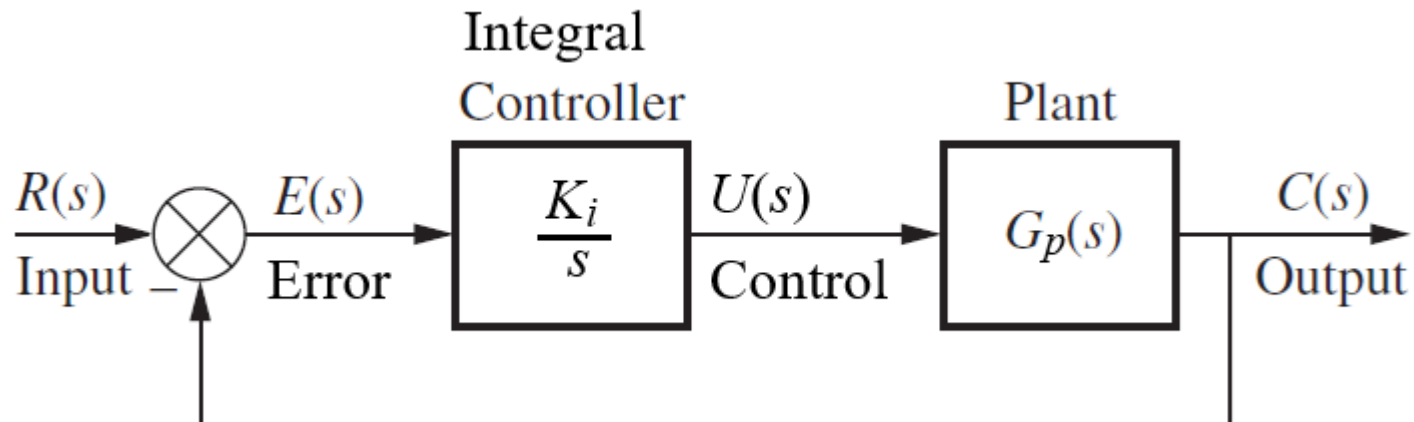 Integral
Controller
Plant
R(s)
E(s)
K_i
s
U(s)
G_p(s)
C(s)
Input
–
Error
Control
Output